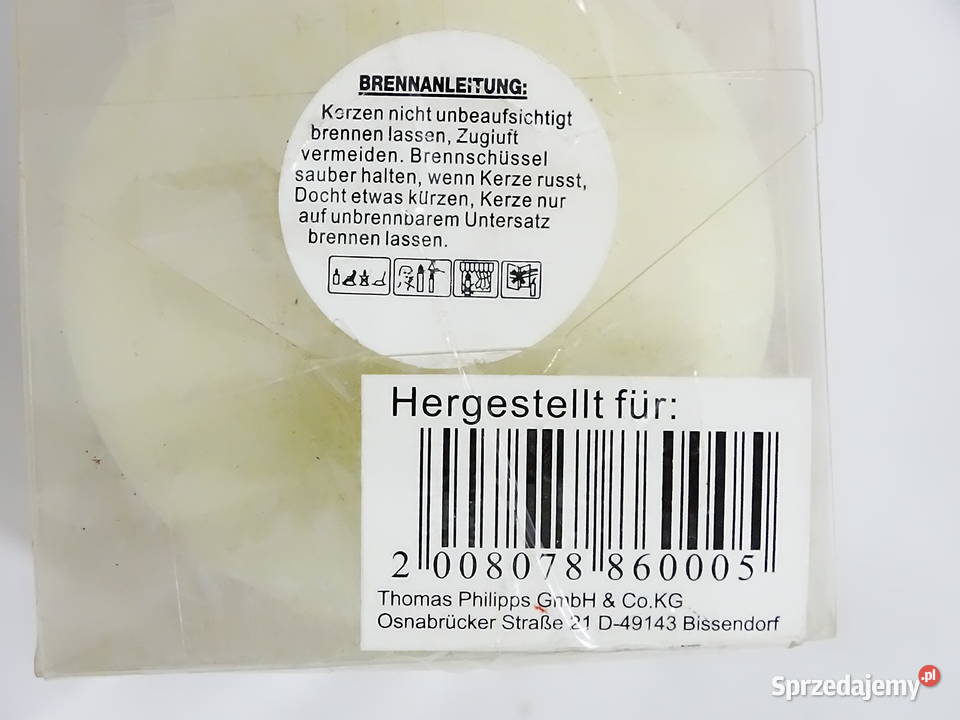 BRENNANLEITUNG:
Kerzen nicht unbeaufsichtigt
brennen lassen, Zugluft
vermeiden. Brennschüssel
sauber halten, wenn Kerze russt,
Docht etwas kürzen, Kerze nur
auf unbrennbarem Untersatz
brennen lassen.
Hergestellt für:
2 008078 860005
Thomas Philipps GmbH & Co.KG
Osnabrücker Straße 21 D-49143 Bissendorf
Sprzedajemy.pl